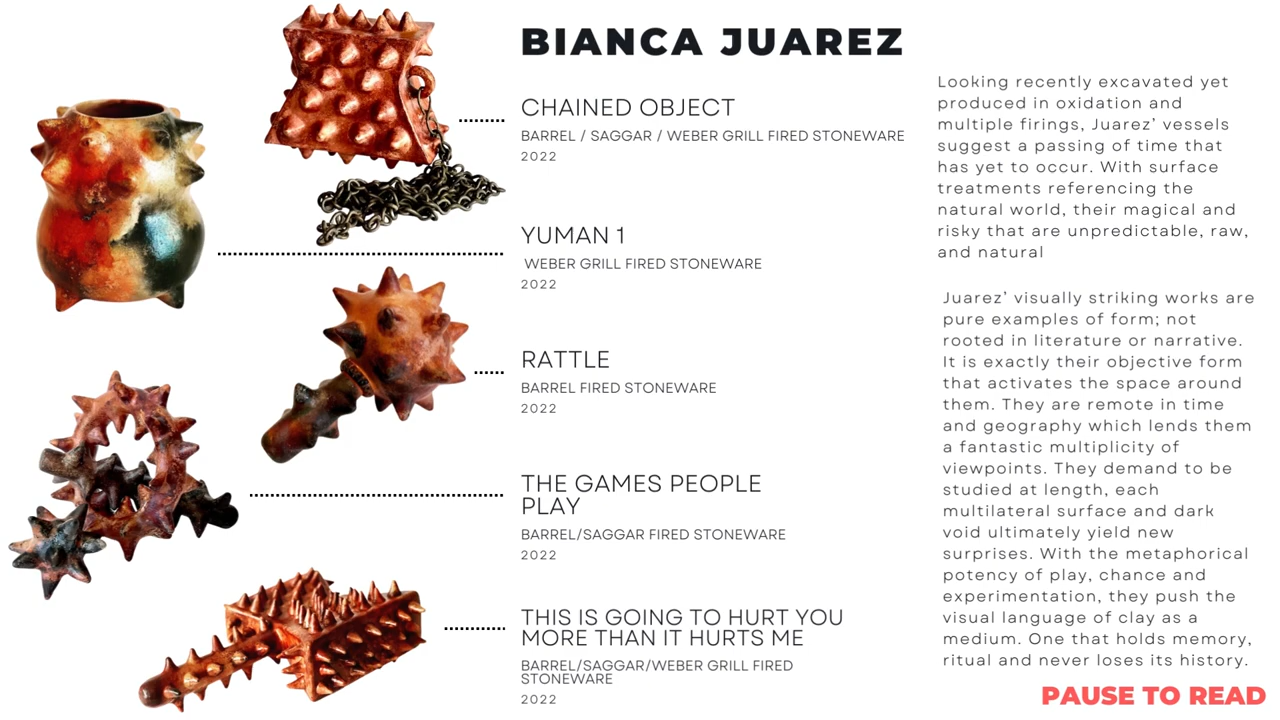 BIANCA JUAREZ
CHAINED OBJECT
BARREL / SAGGAR / WEBER GRILL FIRED STONEWARE
2022
YUMAN 1
WEBER GRILL FIRED STONEWARE
2022
RATTLE
BARREL FIRED STONEWARE
2022
THE GAMES PEOPLE
PLAY
BARREL/SAGGAR FIRED STONEWARE
2022
THIS IS GOING TO HURT YOU
MORE THAN IT HURTS ME
BARREL/SAGGAR/WEBER GRILL FIRED
STONEWARE
2022
Looking recently excavated yet
produced in oxidation and
multiple firings, Juarez' vessels
suggest a passing of time that
has yet to occur. With surface
treatments referencing the
natural world, their magical and
risky that are unpredictable, raw,
and natural
Juarez' visually striking works are
pure examples of form; not
rooted in literature or narrative.
It is exactly their objective form
that activates the space around
them. They are remote in time
and geography which lends them
a fantastic multiplicity of
viewpoints. They demand to be
studied at length, each
multilateral surface and dark
void ultimately yield new
surprises. With the metaphorical
potency of play, chance and
experimentation, they push the
visual language of clay as a
medium. One that holds memory,
ritual and never loses its history.
PAUSE TO READ